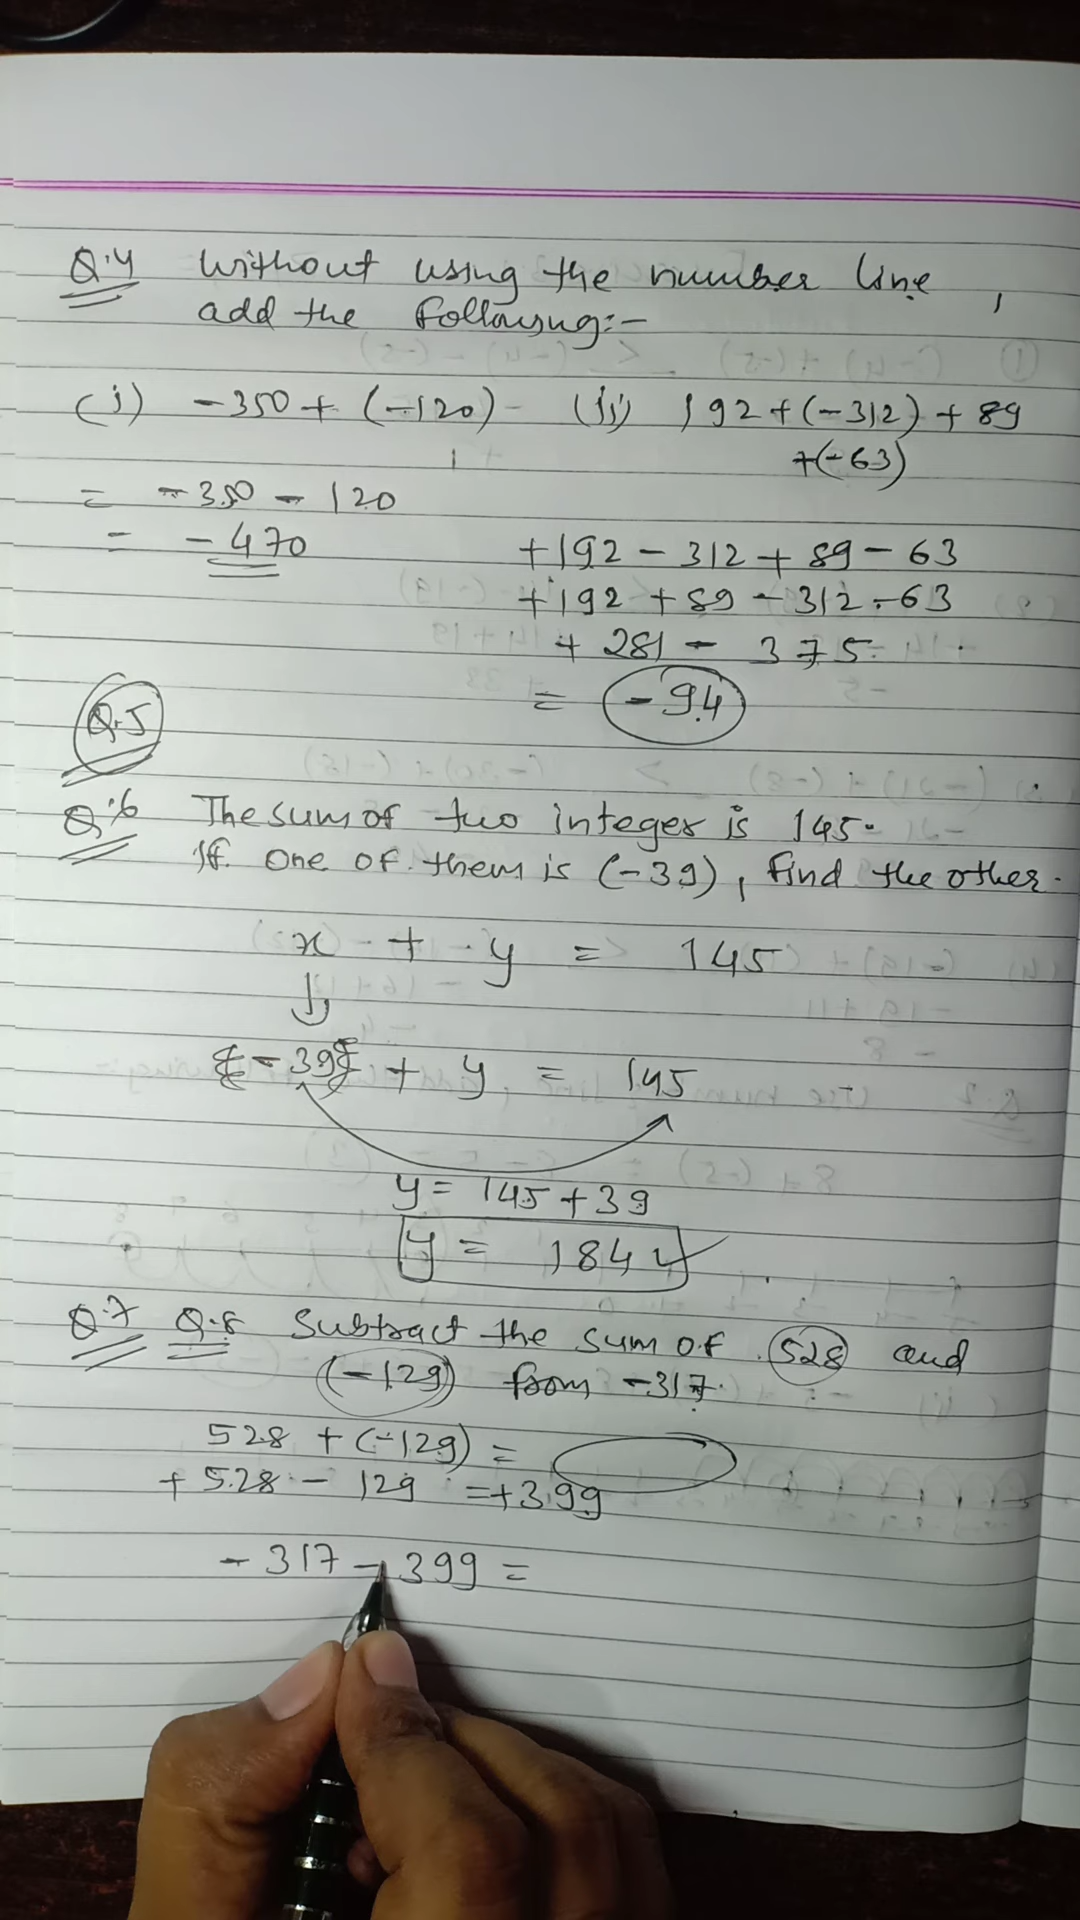 Q.4 Without using the number line,
add the following:-
(i) -350 + (-120)- (ii) 192 + (-312) + 89
+(-63)
= -350 - 120
= -470
+192 - 312 + 89 - 63
+192 + 89 - 312 - 63
+ 281 - 375
= -94
Q.5
Q.6 The sum of two integer is 145.
If one of them is (-39), find the other.
x + y = 145
-39 + y = 145
y = 145 + 39
y = 184
Q.7 Q.8 Subtract the sum of 528 and
(-129) from -317.
528 + (-129) =
+528 - 129 = +399
-317 - 399 =